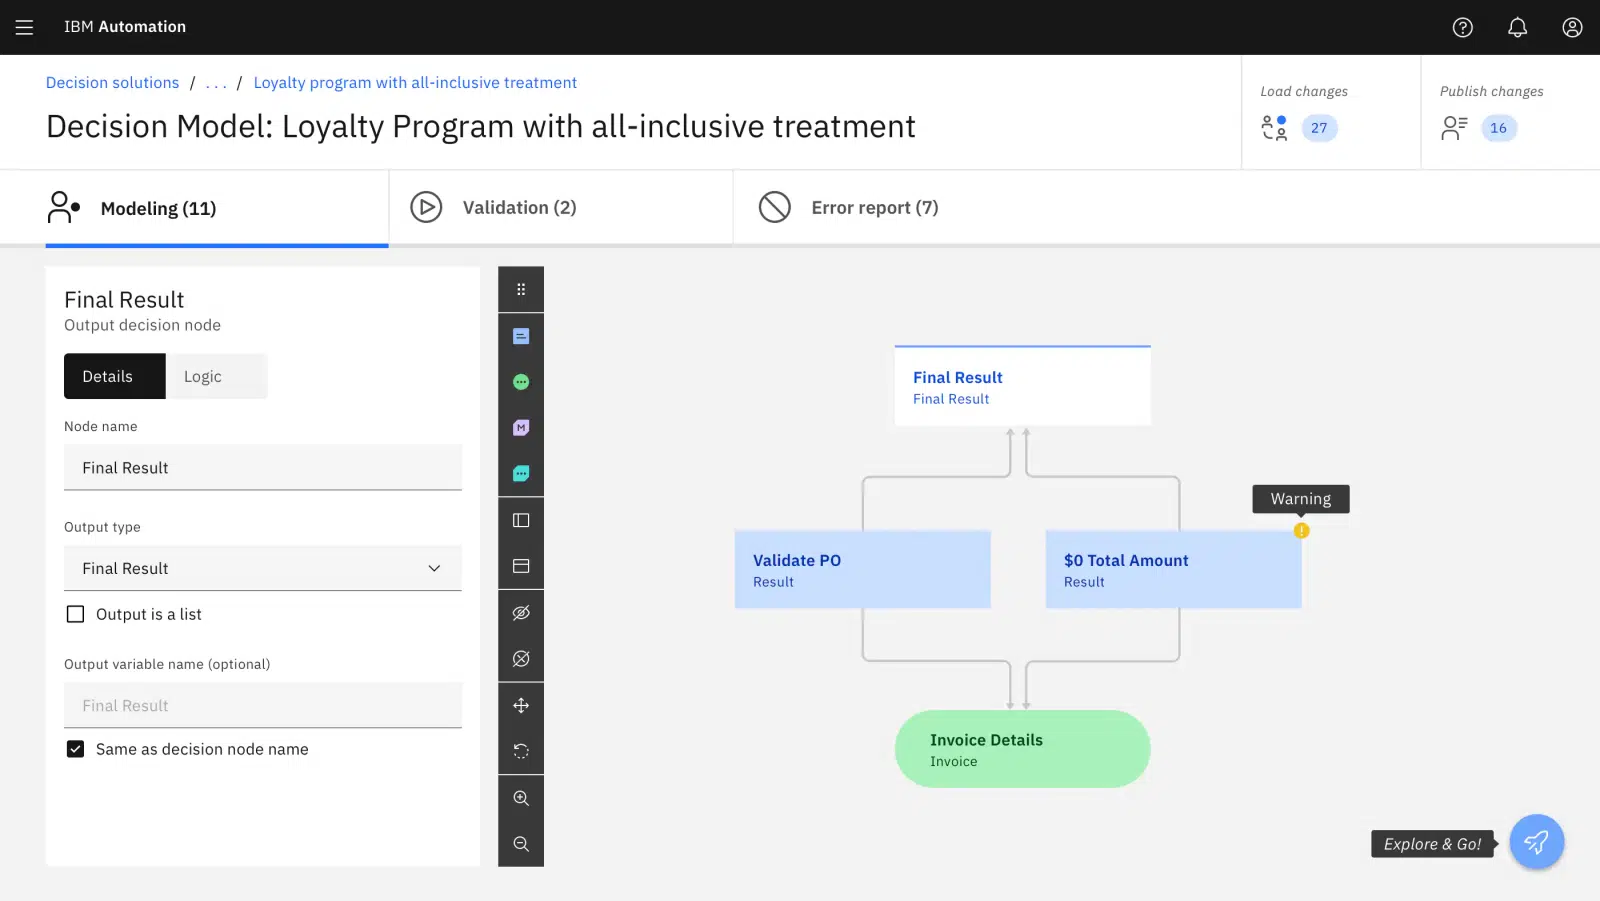 IBM Automation
Decision solutions / ... / Loyalty program with all-inclusive treatment
Decision Model: Loyalty Program with all-inclusive treatment
Load changes
27
Publish changes
16
Modeling (11)
Validation (2)
Error report (7)
Final Result
Output decision node
Details
Logic
Node name
Final Result
Output type
Final Result
Output is a list
Output variable name (optional)
Final Result
Same as decision node name
M
Final Result
Final Result
Warning
!
Validate PO
Result
$0 Total Amount
Result
Invoice Details
Invoice
Explore & Go!